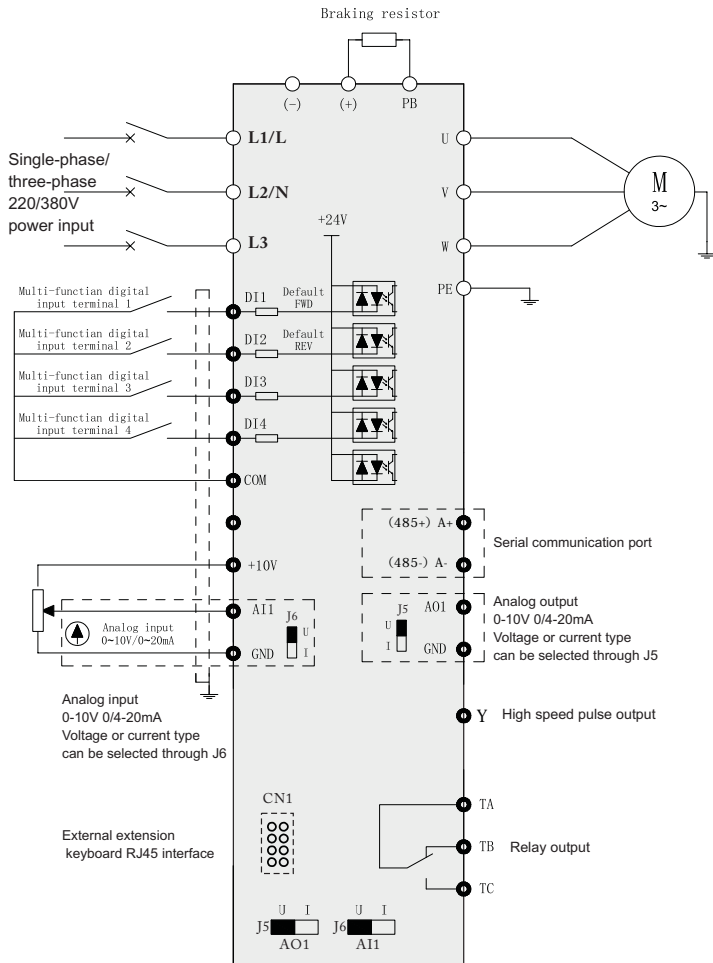 Braking resistor
(-)
(+)
PB
L1/L
U
Single-phase/
three-phase
220/380V
power input
L2/N
V
M
3~
+24V
L3
W
PE
Multi-functian digital
input terminal 1
DI1
Default
FWD
Multi-functian digital
input terminal 2
DI2
Default
REV
Multi-functian digital
input terminal 3
DI3
Multi-functian digital
input terminal 4
DI4
COM
(485+) A+
Serial communication port
(485-) A-
+10V
AI1
J6
U
I
Analog input
0~10V/0~20mA
GND
J5
U
I
AO1
GND
Analog output
0-10V 0/4-20mA
Voltage or current type
can be selected through J5
Analog input
0-10V 0/4-20mA
Voltage or current type
can be selected through J6
Y
High speed pulse output
CN1
TA
External extension
keyboard RJ45 interface
TB
Relay output
TC
U I
J5
AO1
U I
J6
AI1